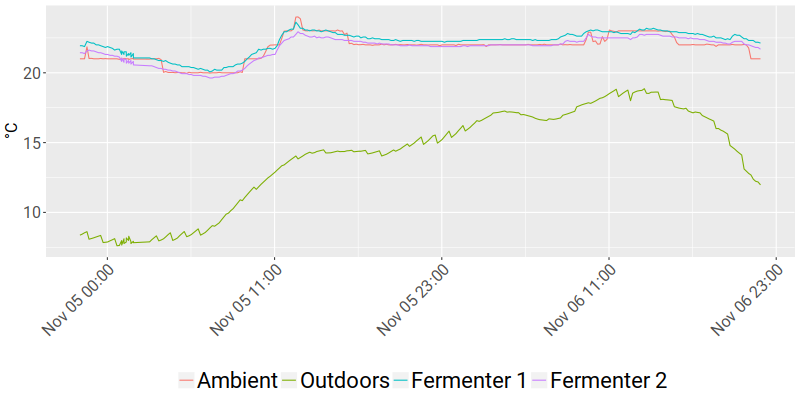 20
15
10
°C
Nov 05 00:00
Nov 05 11:00
Nov 05 23:00
Nov 06 11:00
Nov 06 23:00
Ambient Outdoors Fermenter 1 Fermenter 2